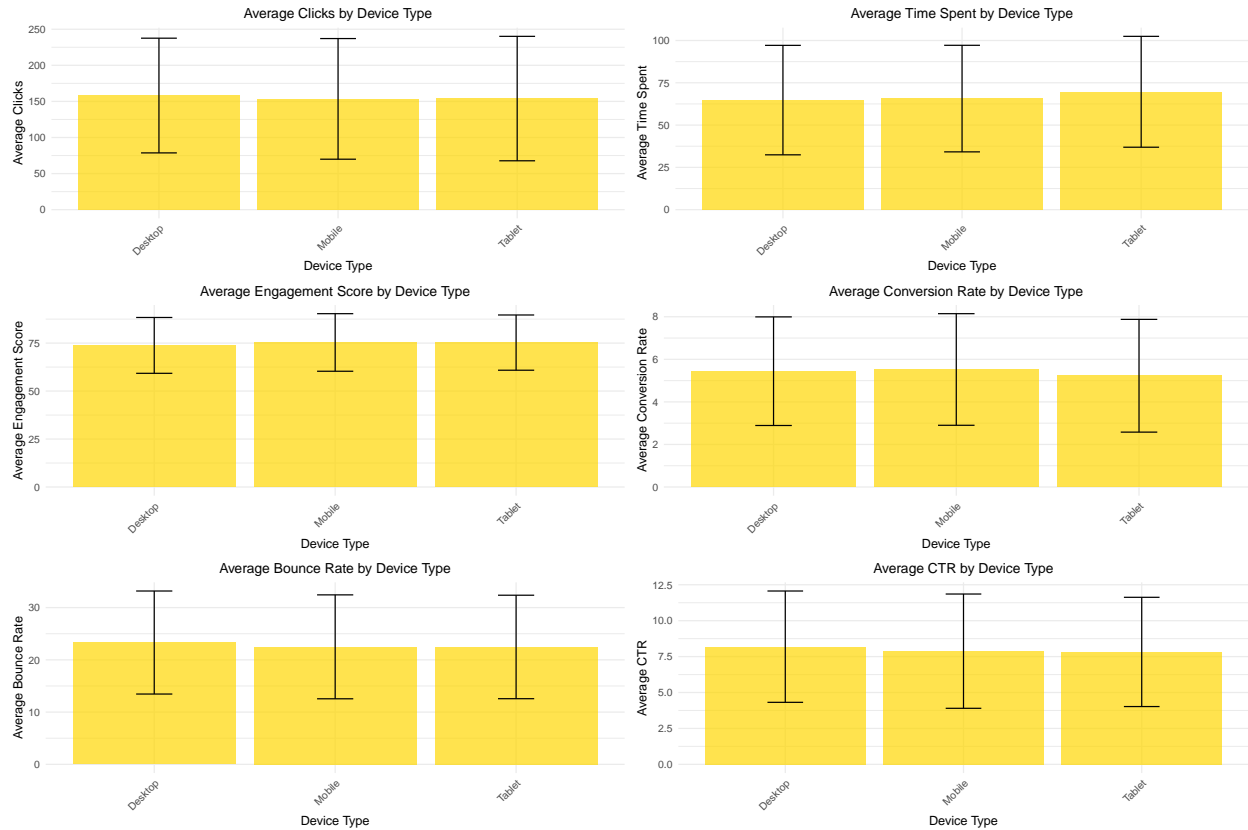 Average Clicks by Device Type
Average Clicks
250
200
150
100
50
0
Desktop
Mobile
Tablet
Device Type
Average Time Spent by Device Type
Average Time Spent
100
75
50
25
0
Desktop
Mobile
Tablet
Device Type
Average Engagement Score by Device Type
Average Engagement Score
75
50
25
0
Desktop
Mobile
Tablet
Device Type
Average Conversion Rate by Device Type
Average Conversion Rate
8
6
4
2
0
Desktop
Mobile
Tablet
Device Type
Average Bounce Rate by Device Type
Average Bounce Rate
30
20
10
0
Desktop
Mobile
Tablet
Device Type
Average CTR by Device Type
Average CTR
12.5
10.0
7.5
5.0
2.5
0.0
Desktop
Mobile
Tablet
Device Type